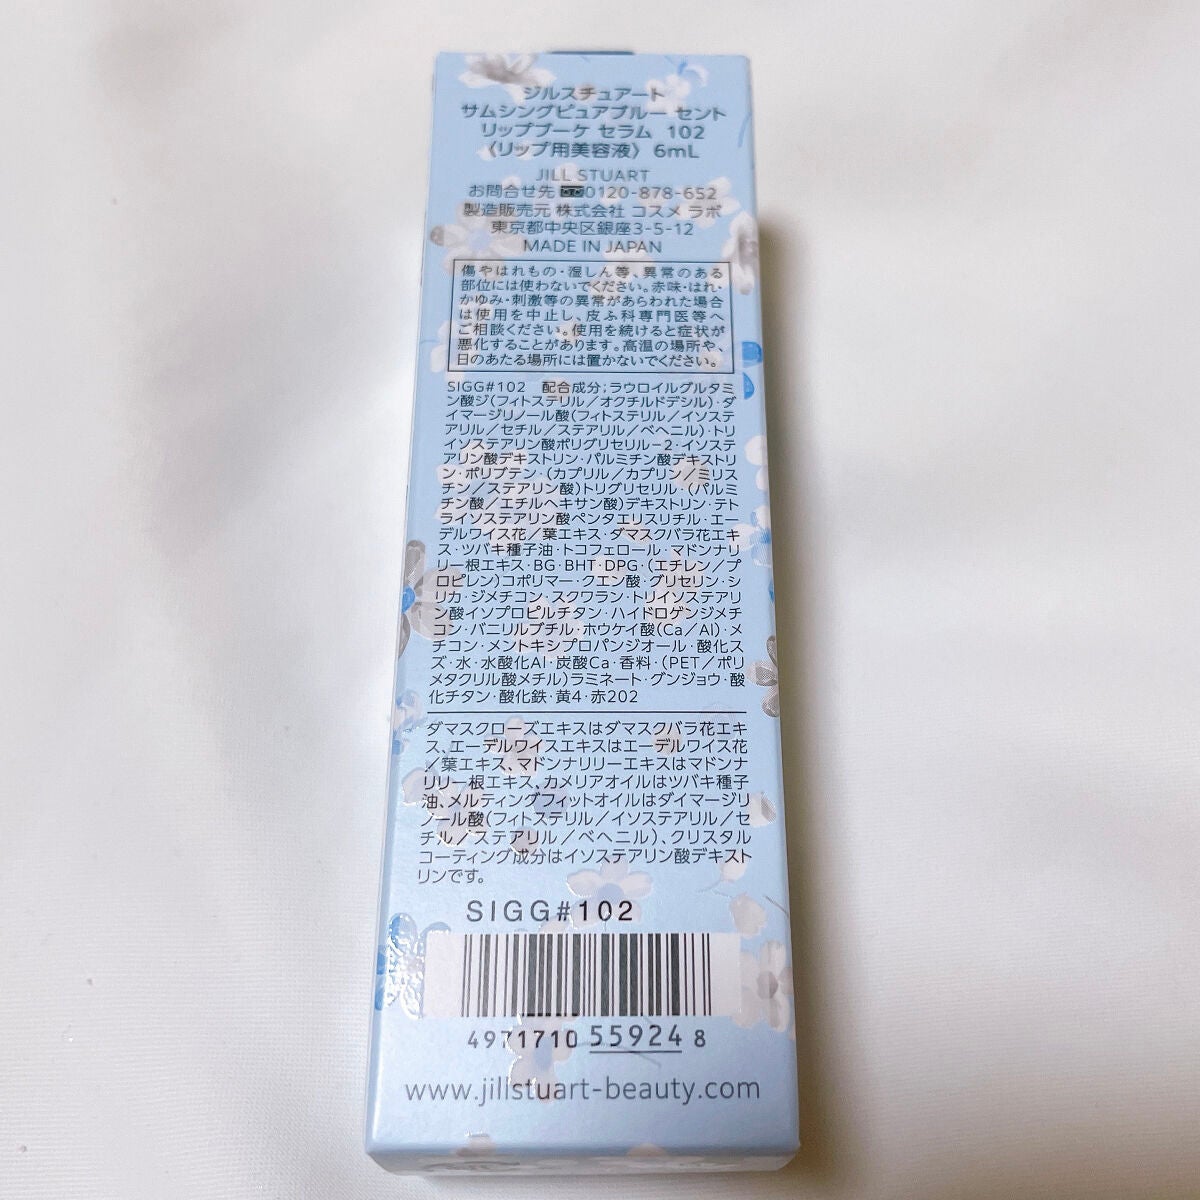 ジルスチュアート
サムシングピュアブルー セント
リップブーケ セラム 102
〈リップ用美容液〉 6mL
JILL STUART
お問合せ先 0120-878-652
製造販売元 株式会社 コスメ ラボ
東京都中央区銀座3-5-12
MADE IN JAPAN
傷やはれもの・湿しん等、異常のある
部位には使わないでください。赤味・はれ・
かゆみ・刺激等の異常があらわれた場合
は使用を中止し、皮ふ科専門医等へ
ご相談ください。使用を続けると症状が
悪化することがあります。高温の場所や、
日のあたる場所には置かないでください。
SIGG#102 配合成分;ラウロイルグルタミ
ン酸ジ(フィトステリル／オクチルドデシル)・ダ
イマージリノール酸(フィトステリル／イソステ
アリル／セチル／ステアリル／ベヘニル)・トリ
イソステアリン酸ポリグリセリル－2・イソステ
アリン酸デキストリン・パルミチン酸デキストリ
ン・ポリブテン・(カプリル／カプリン／ミリス
チン／ステアリン酸)トリグリセリル・(パルミ
チン酸／エチルヘキサン酸)デキストリン・テト
ライソステアリン酸ペンタエリスリチル・エー
デルワイス花／葉エキス・ダマスクバラ花エキ
ス・ツバキ種子油・トコフェロール・マドンナリ
リー根エキス・BG・BHT・DPG・(エチレン／プ
ロピレン)コポリマー・クエン酸・グリセリン・シ
リカ・ジメチコン・スクワラン・トリイソステアリ
ン酸イソプロピルチタン・ハイドロゲンジメチ
コン・バニリルブチル・ホウケイ酸(Ca／Al)・メ
チコン・メントキシプロパンジオール・酸化ス
ズ・水・水酸化Al・炭酸Ca・香料・(PET／ポリ
メタクリル酸メチル)ラミネート・グンジョウ・酸
化チタン・酸化鉄・黄4・赤202
ダマスクローズエキスはダマスクバラ花エキ
ス、エーデルワイスエキスはエーデルワイス花
／葉エキス、マドンナリリーエキスはマドンナ
リリー根エキス、カメリアオイルはツバキ種子
油、メルティングフィットオイルはダイマージリ
ノール酸(フィトステリル／イソステアリル／セ
チル／ステアリル／ベヘニル)、クリスタル
コーティング成分はイソステアリン酸デキスト
リンです。
SIGG#102
4971710 55924 8
www.jillstuart-beauty.com